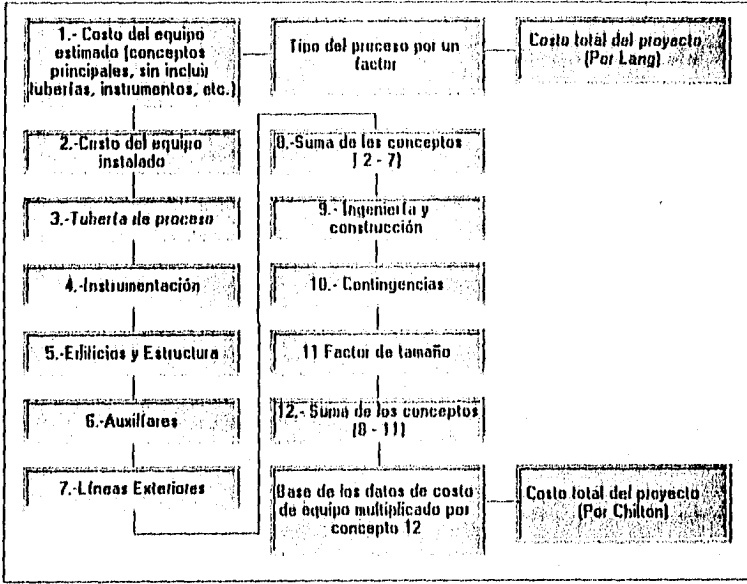 1.- Costo del equipo
estimado (conceptos
principales, sin incluir
tuberías, instrumentos, etc.)
Tipo del proceso por un
factor
Costo total del proyecto
(Por Lang)
2.-Costo del equipo
instalado
3.-Tubería de proceso
4.-Instrumentación
5.-Edificios y Estructura
6.-Auxiliares
7.-Líneas Exteriores
8.-Suma de los conceptos
( 2 - 7)
9.- Ingeniería y
construcción
10.- Contingencias
11 Factor de tamaño
12.- Suma de los conceptos
(8 - 11)
Base de los datos de costo
de equipo multiplicado por
concepto 12
Costo total del proyecto
(Por Chilton)